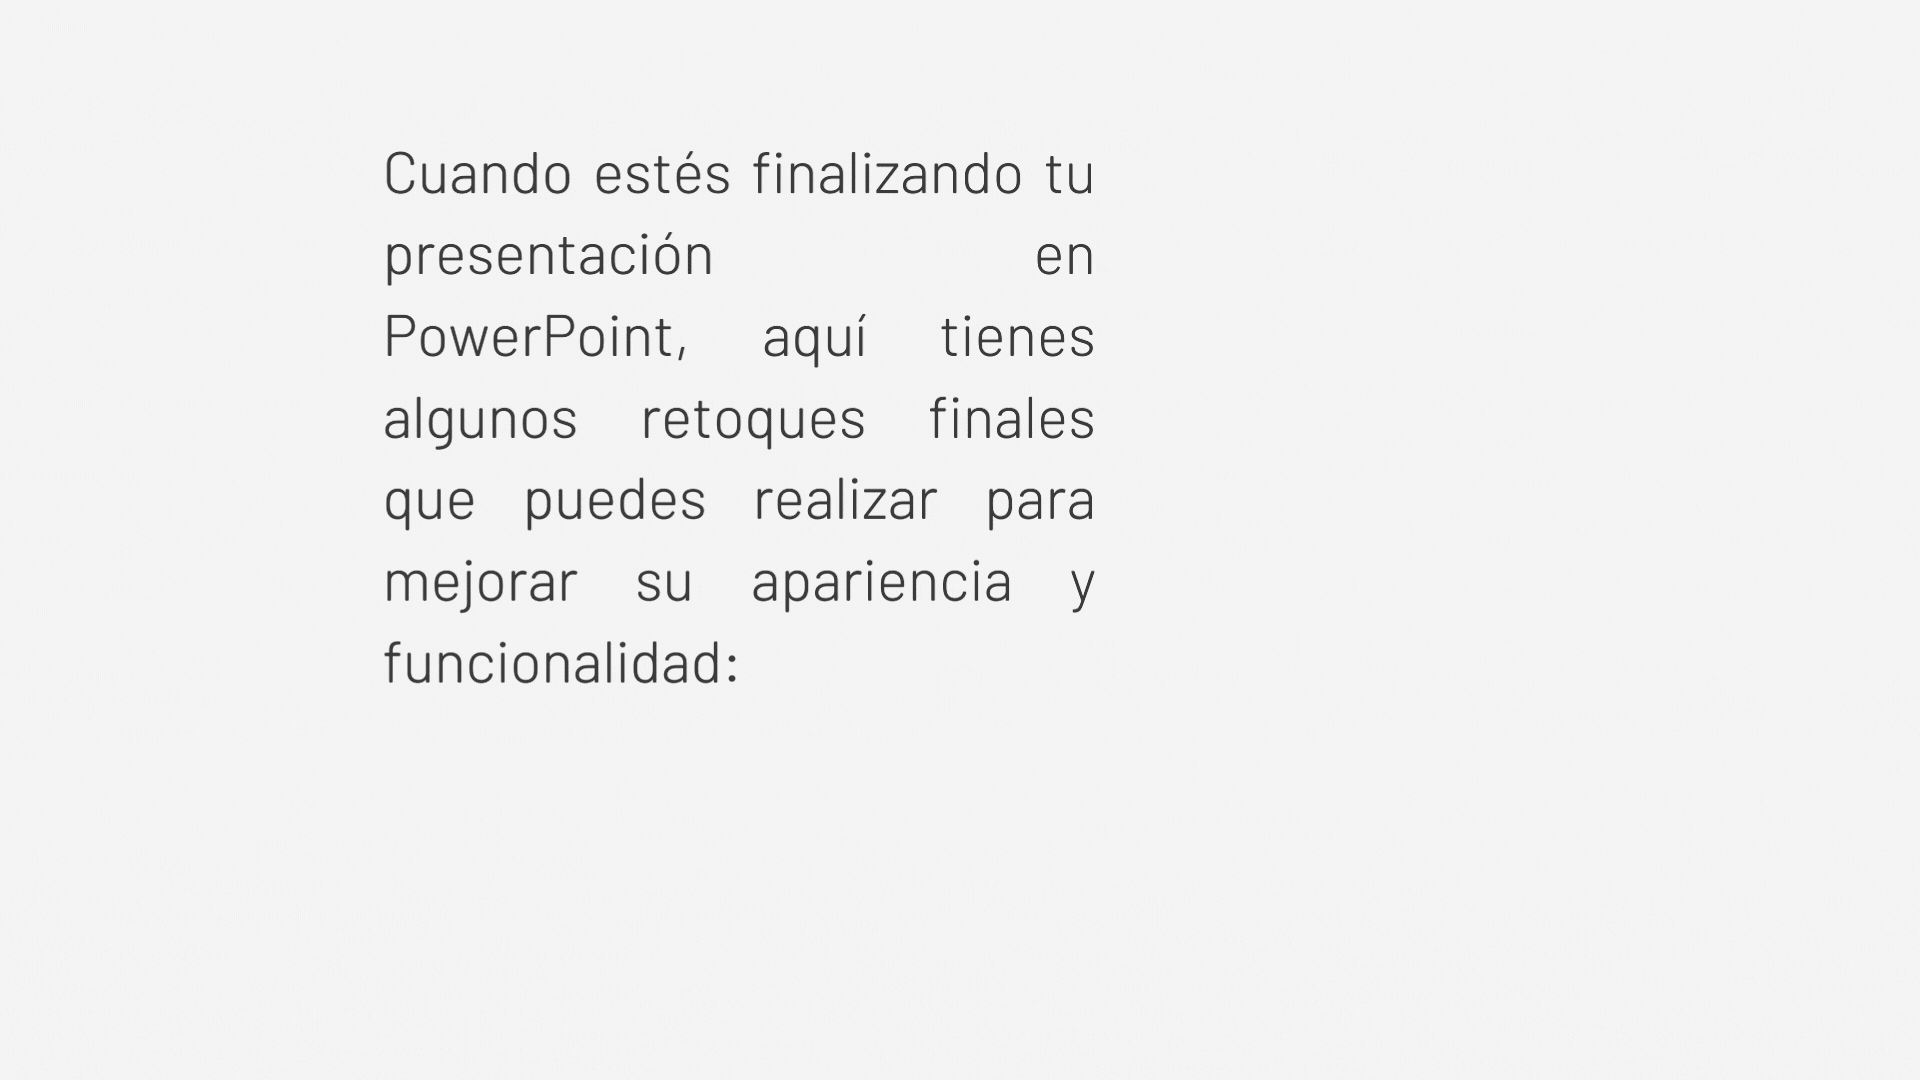 Cuando estés finalizando tu
presentación en
PowerPoint, aquí tienes
algunos retoques finales
que puedes realizar para
mejorar su apariencia y
funcionalidad: